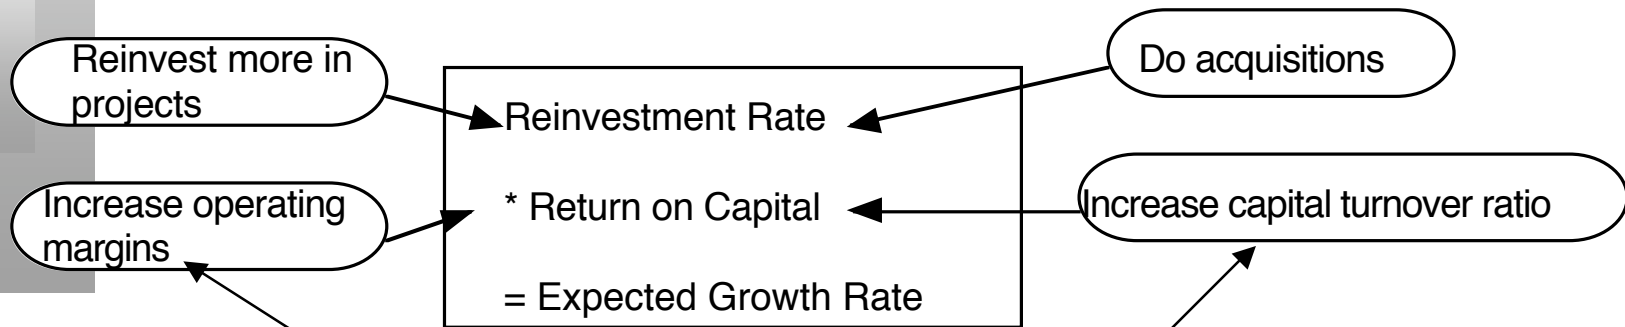 Reinvest more in
projects
Do acquisitions
Reinvestment Rate
Increase operating
margins
* Return on Capital
Increase capital turnover ratio
= Expected Growth Rate